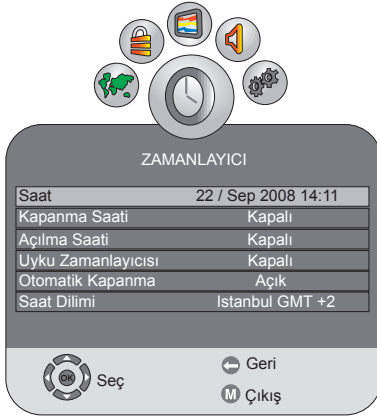 ZAMANLAYICI
Saat 22 / Sep 2008 14:11
Kapanma Saati Kapalı
Açılma Saati Kapalı
Uyku Zamanlayıcısı Kapalı
Otomatik Kapanma Açık
Saat Dilimi Istanbul GMT +2
OK Seç
Geri
M Çıkış